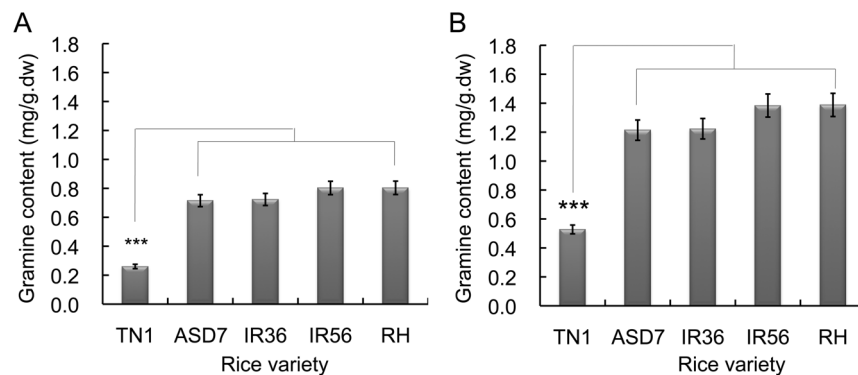 A
Gramine content (mg/g.dw)
1.8
1.6
1.4
1.2
1.0
0.8
0.6
0.4
0.2
0.0
***
TN1 ASD7 IR36 IR56 RH
Rice variety
B
Gramine content (mg/g.dw)
1.8
1.6
1.4
1.2
1.0
0.8
0.6
0.4
0.2
0.0
***
TN1 ASD7 IR36 IR56 RH
Rice variety